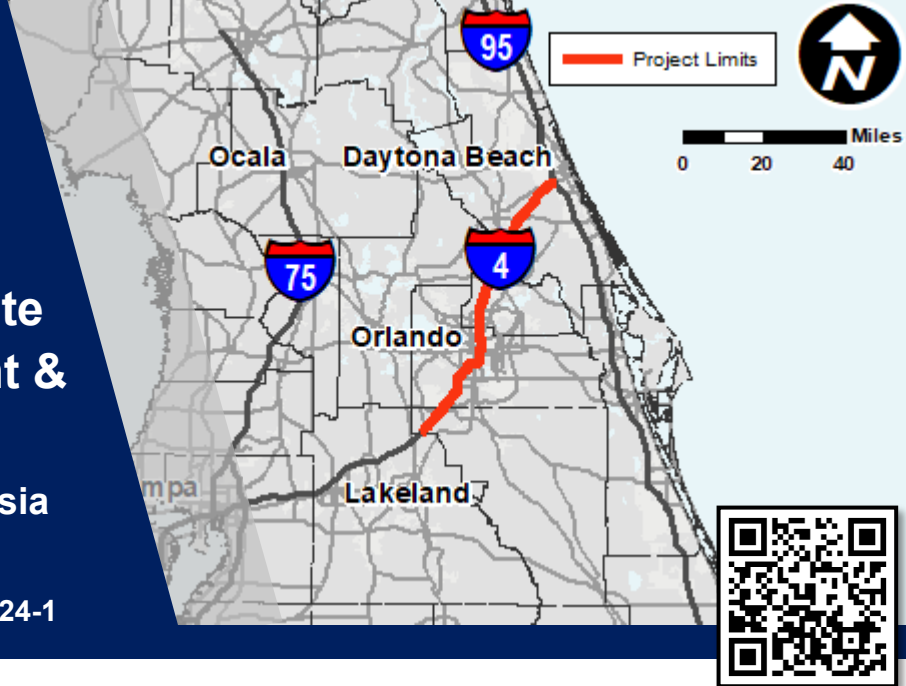 95
Project Limits
N
Miles
0 20 40
Ocala
Daytona Beach
75
4
te
Orlando
nt &
mpa
Lakeland
sia
24-1